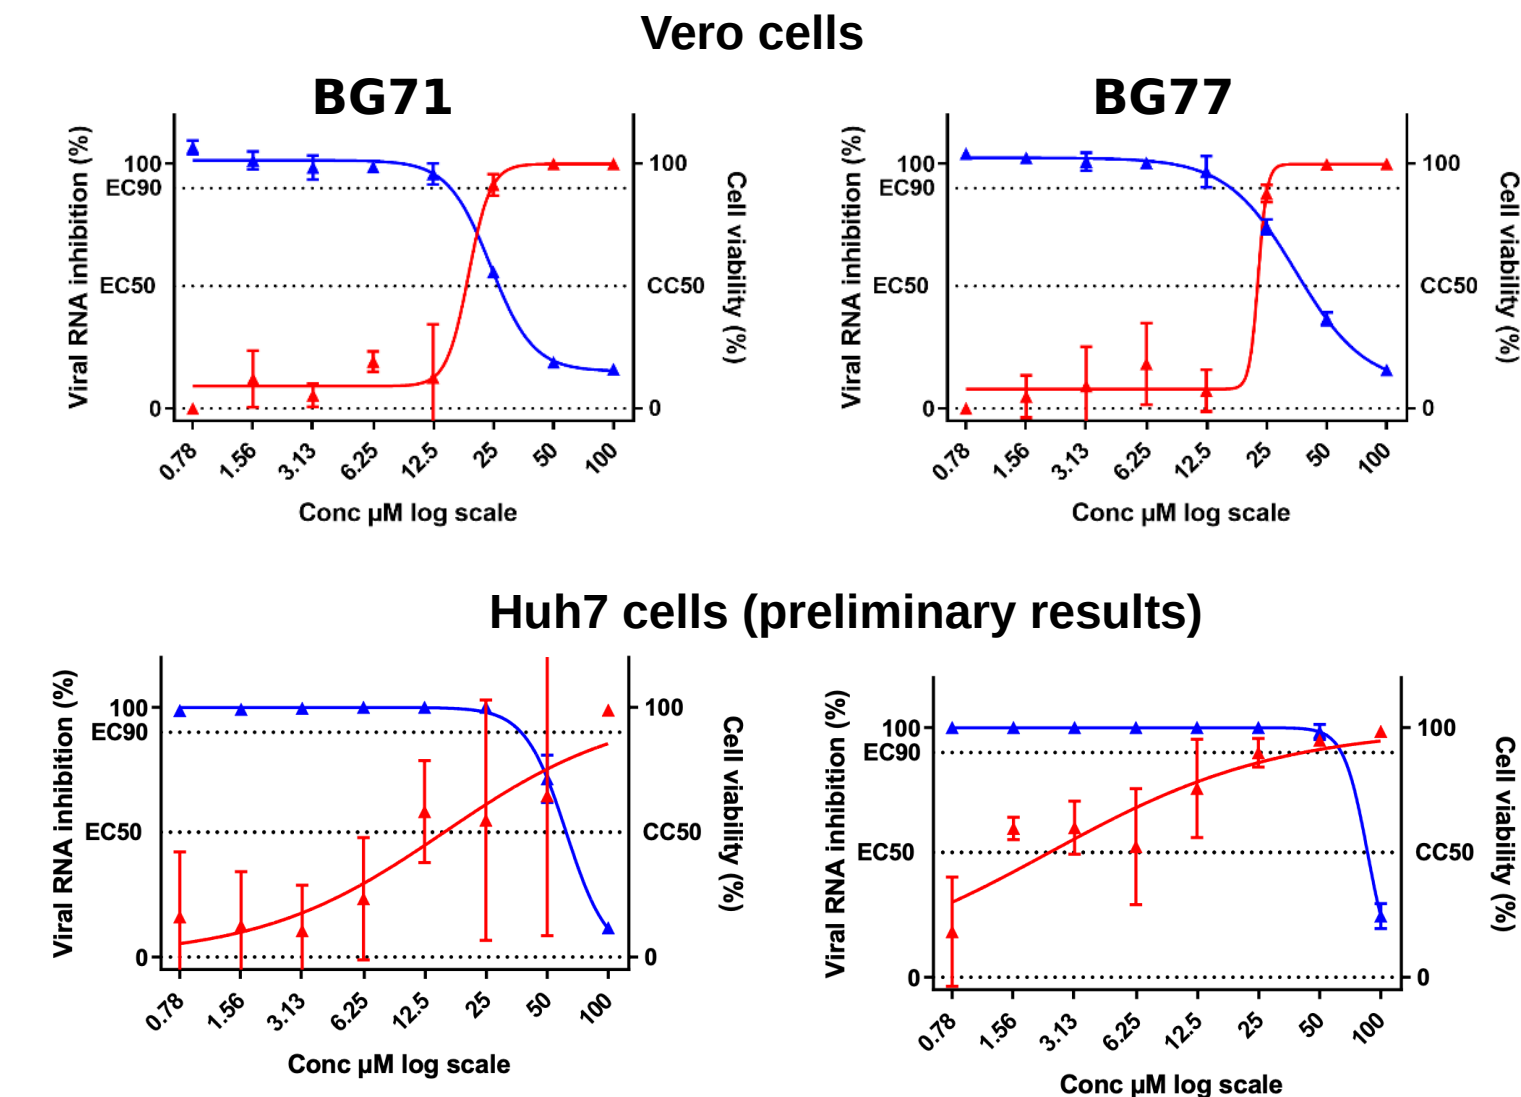 Vero cells
BG71
BG77
Viral RNA inhibition (%)
100
EC90
EC50
0
100
CC50
0
Cell viability (%)
0.78
1.56
3.13
6.25
12.5
25
50
100
Conc µM log scale
Viral RNA inhibition (%)
100
EC90
EC50
0
100
CC50
0
Cell viability (%)
0.78
1.56
3.13
6.25
12.5
25
50
100
Conc µM log scale
Huh7 cells (preliminary results)
Viral RNA inhibition (%)
100
EC90
EC50
0
100
CC50
0
Cell viability (%)
0.78
1.56
3.13
6.25
12.5
25
50
100
Conc µM log scale
Viral RNA inhibition (%)
100
EC90
EC50
0
100
CC50
0
Cell viability (%)
0.78
1.56
3.13
6.25
12.5
25
50
100
Conc µM log scale